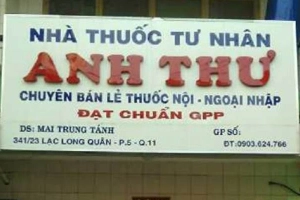 NHÀ THUỐC TƯ NHÂN
ANH THƯ
CHUYÊN BÁN LẺ THUỐC NỘI - NGOẠI NHẬP
ĐẠT CHUẨN GPP
DS: MAI TRUNG TÁNH GP SỐ:
341/23 LẠC LONG QUÂN - P.5 - Q.11 ĐT:0903.624.766